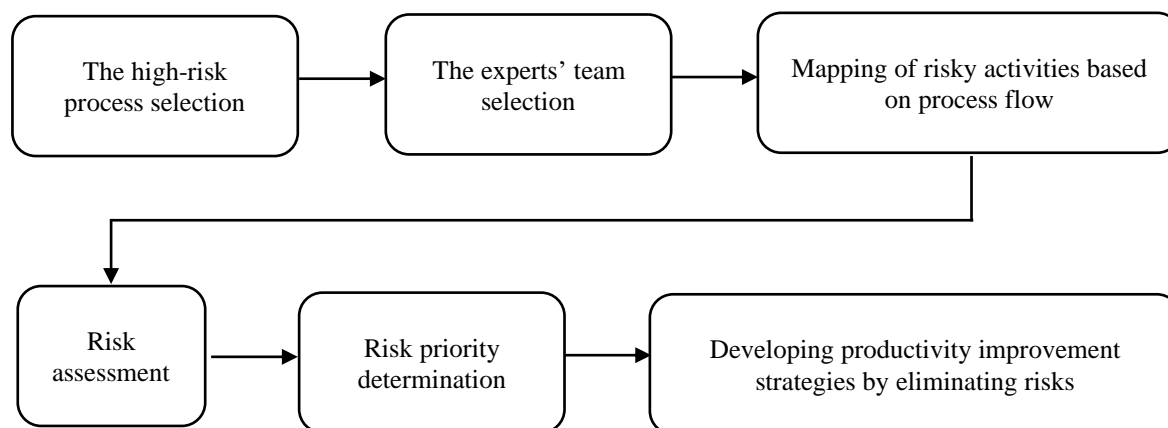 The high-risk
process selection
The experts’ team
selection
Mapping of risky activities based
on process flow
Risk
assessment
Risk priority
determination
Developing productivity improvement
strategies by eliminating risks